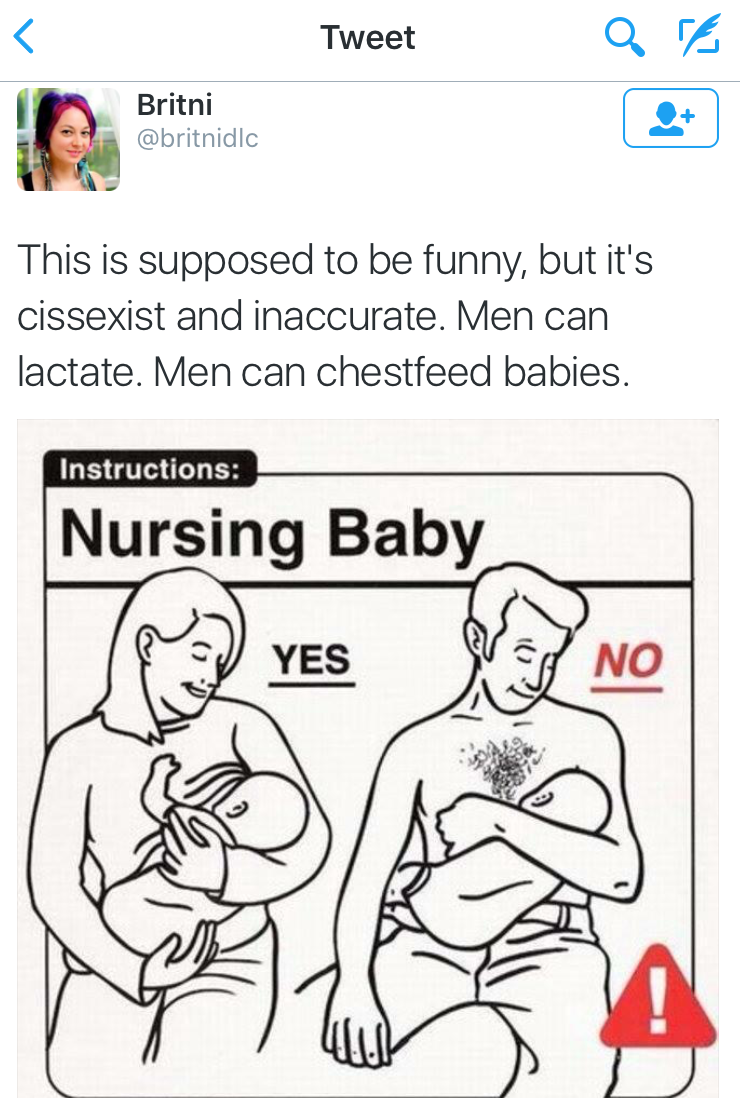 Tweet
Britni
@britnidlc
This is supposed to be funny, but it's
cissexist and inaccurate. Men can
lactate. Men can chestfeed babies.
Instructions:
Nursing Baby
YES
NO
!